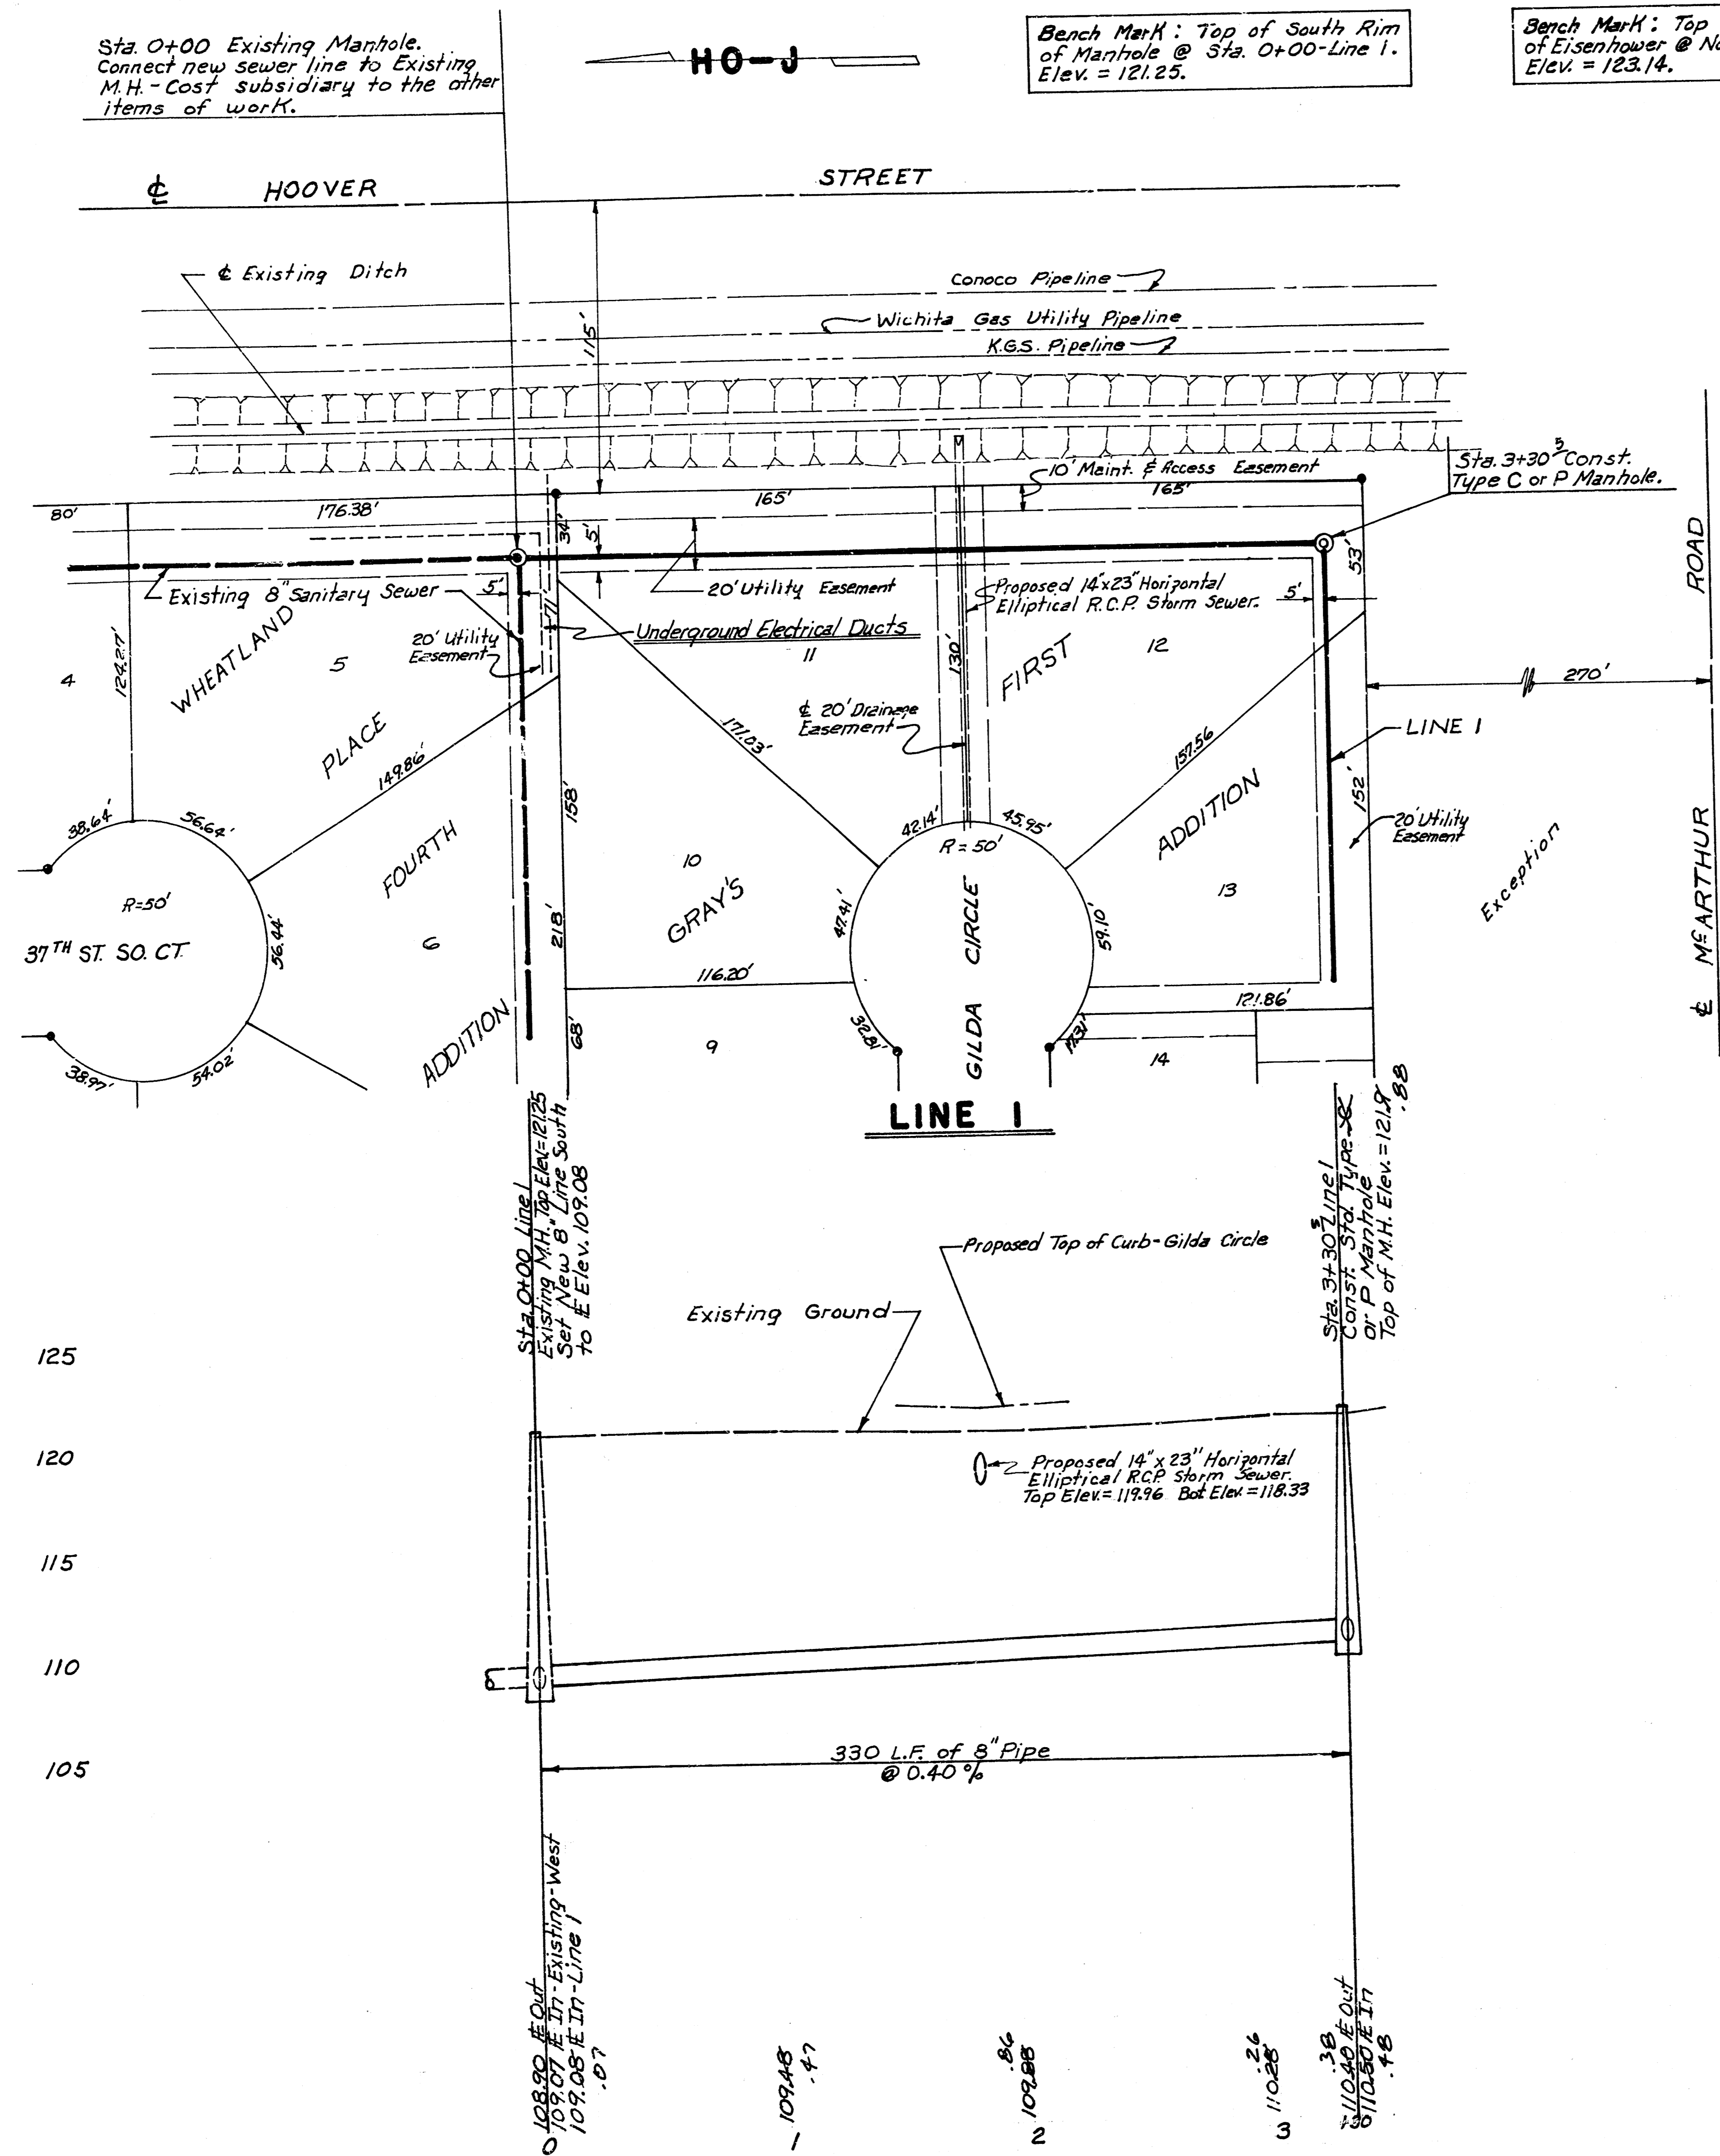 Sta. 0+00 Existing Manhole.
Connect new sewer line to Existing
M.H. - Cost subsidiary to the other
items of work.
HO-J
Bench Mark: Top of South Rim
of Manhole @ Sta. 0+00-Line 1.
Elev. = 121.25.
Bench Mark: Top
of Eisenhower @
Elev. = 123.14.
℄ HOOVER STREET
℄ Existing Ditch
Conoco Pipeline
Wichita Gas Utility Pipeline
K.G.S. Pipeline
115'
10' Maint. & Access Easement
Sta. 3+30⁵ Const.
Type C or P Manhole.
80'
176.38'
165'
165'
34'
5'
53'
Existing 8" Sanitary Sewer
5'
71'
20' Utility Easement
Proposed 14"x23" Horizontal
Elliptical R.C.P. Storm Sewer.
5'
20' Utility
Easement
Underground Electrical Ducts
124.27'
4
WHEATLAND
5
11
130'
FIRST
12
270'
PLACE
149.86'
171.03'
℄ 20' Drainage
Easement
157.56
LINE 1
38.64'
56.64'
158'
42.14'
45.95'
R=50'
ADDITION
152'
20' Utility
Easement
FOURTH
10
GRAY'S
13
Exception
R=50'
37TH ST. SO. CT.
56.44'
6
218'
47.41'
GILDA CIRCLE
59.10'
116.20'
121.86'
38.97'
54.02'
ADDITION
68'
9
32.81'
17.31'
14
℄ McARTHUR ROAD
LINE 1
Sta. 0+00 Line 1
Existing M.H. Top Elev.=121.25
Set New 8" Line South
to ℄ Elev. 109.08
Sta. 3+30⁵ Line 1
Const. Std. Type C
or P Manhole
Top of M.H. Elev.=121.9
.88
Proposed Top of Curb-Gilda Circle
Existing Ground
125
120
115
110
105
Proposed 14"x23" Horizontal
Elliptical R.C.P. Storm Sewer.
Top Elev.=119.96 Bot Elev.=118.33
330 L.F. of 8" Pipe
@ 0.40%
108.90 ℄ Out
109.07 ℄ In-Existing-West
109.08 ℄ In-Line 1
.07
109.48
.47
.86
109.88
.26
110.28
.38
110.40 ℄ Out
110.50 ℄ In
.48
0
1
2
3
+30